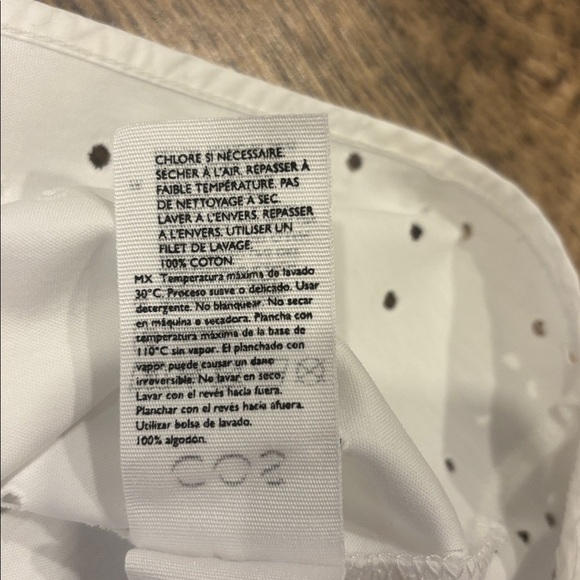 CHLORE SI NÉCESSAIRE.
SÉCHER À L'AIR. REPASSER À
FAIBLE TEMPÉRATURE. PAS
DE NETTOYAGE À SEC.
LAVER A L'ENVERS. REPASSER
A L'ENVERS. UTILISER UN
FILET DE LAVAGE.
100% COTON.
MX Temperatura máxima de lavado
30°C. Proceso suave o delicado. Usar
detergente. No blanquear. No secar
en máquina o secadora. Plancha con
temperatura máxima de la base de
110°C sin vapor. El planchado con
vapor puede causar un dano
irreversible. No lavar en seco.
Lavar con el revés hacia fuera.
Planchar con el revés hacia afuera.
Utilizar bolsa de lavado.
100% algodón.
COS